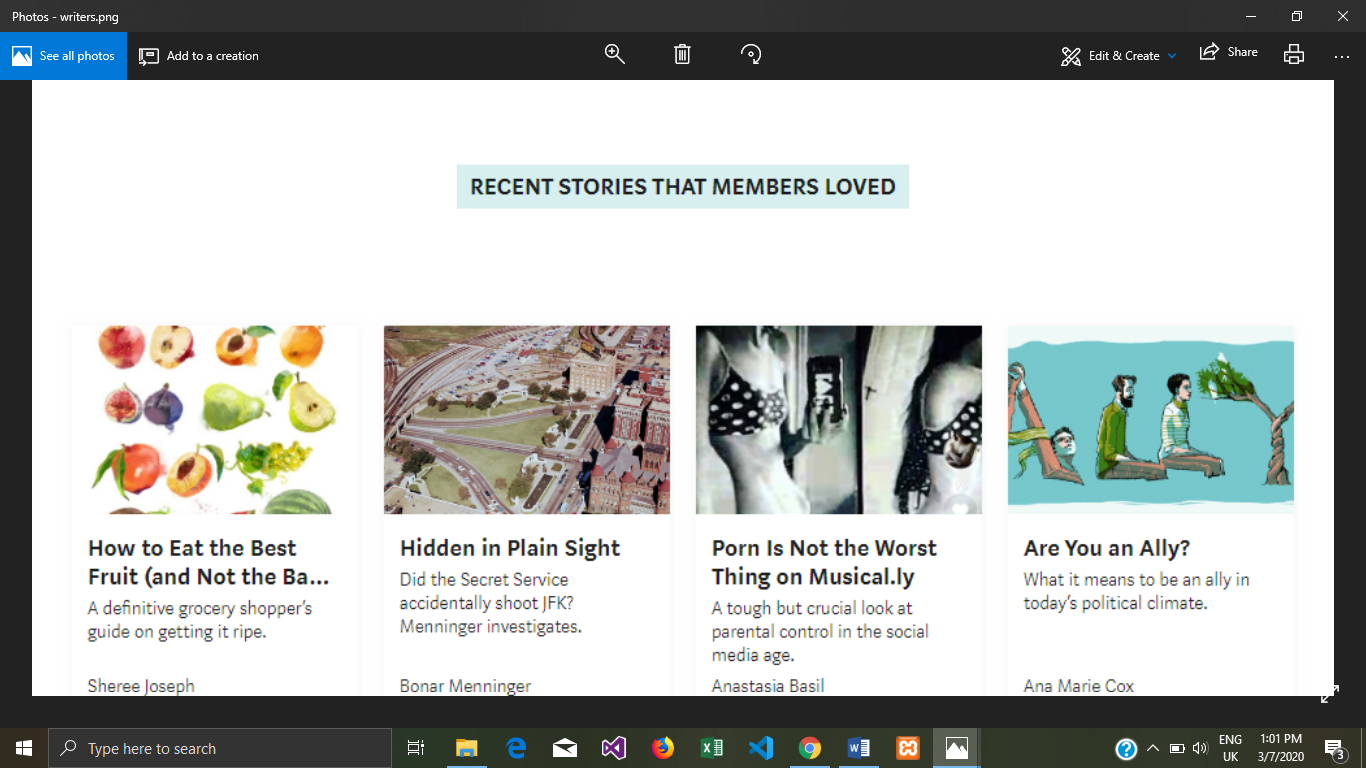 Photos - writers.png
See all photos
Add to a creation
Edit & Create
Share
RECENT STORIES THAT MEMBERS LOVED
How to Eat the Best
Fruit (and Not the Ba...
A definitive grocery shopper's
guide on getting it ripe.
Sheree Joseph
Hidden in Plain Sight
Did the Secret Service
accidentally shoot JFK?
Menninger investigates.
Bonar Menninger
Porn Is Not the Worst
Thing on Musical.ly
A tough but crucial look at
parental control in the social
media age.
Anastasia Basil
Are You an Ally?
What it means to be an ally in
today's political climate.
Ana Marie Cox
Type here to search
ENG
UK
1:01 PM
3/7/2020
3